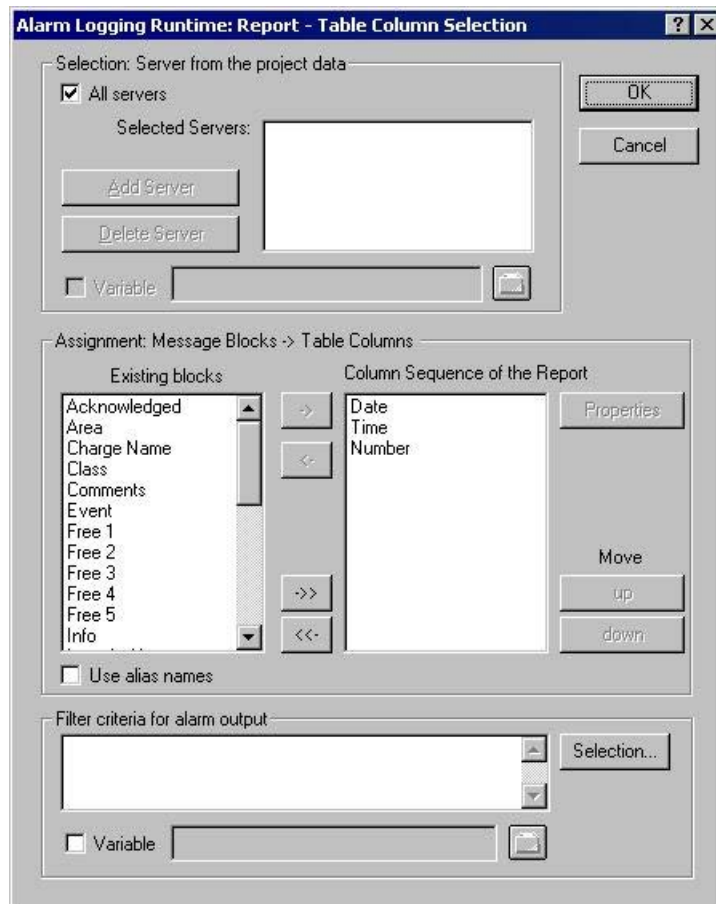 Alarm Logging Runtime: Report - Table Column Selection
Selection: Server from the project data
All servers
OK
Selected Servers:
Cancel
Add Server
Delete Server
Variable
Assignment: Message Blocks -> Table Columns
Existing blocks
Column Sequence of the Report
Acknowledged
Area
Charge Name
Class
Comments
Event
Free 1
Free 2
Free 3
Free 4
Free 5
Info
->
<-
->>
<<-
Date
Time
Number
Properties
Move
up
down
Use alias names
Filter criteria for alarm output
Selection...
Variable